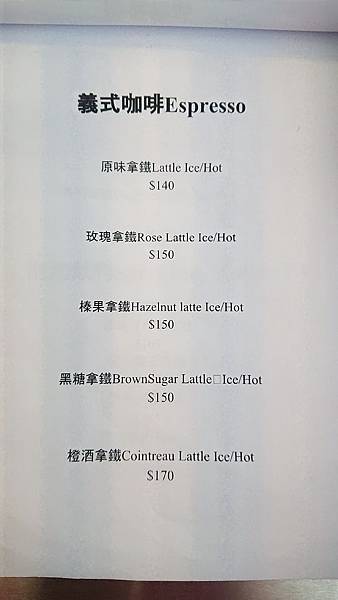 義式咖啡Espresso
原味拿鐵Lattle Ice/Hot
$140
玫瑰拿鐵Rose Lattle Ice/Hot
$150
榛果拿鐵Hazelnut latte Ice/Hot
$150
黑糖拿鐵BrownSugar Lattle□Ice/Hot
$150
橙酒拿鐵Cointreau Lattle Ice/Hot
$170